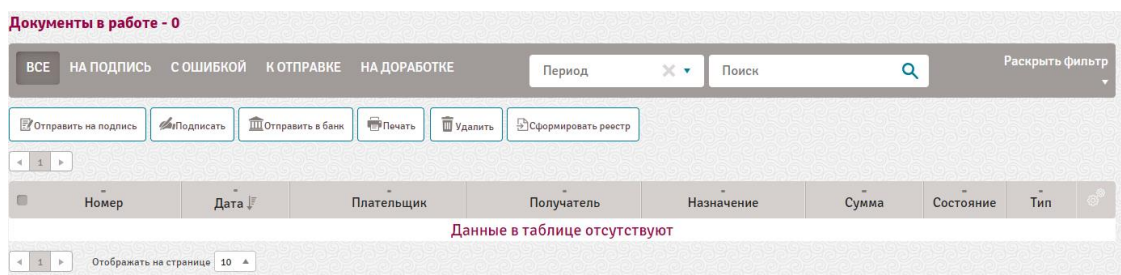 Документы в работе - 0
ВСЕ НА ПОДПИСЬ С ОШИБКОЙ К ОТПРАВКЕ НА ДОРАБОТКЕ Период Поиск Раскрыть фильтр
Отправить на подпись Подписать Отправить в банк Печать Удалить Сформировать реестр
1
Номер Дата Плательщик Получатель Назначение Сумма Состояние Тип
Данные в таблице отсутствуют
1 Отображать на странице 10